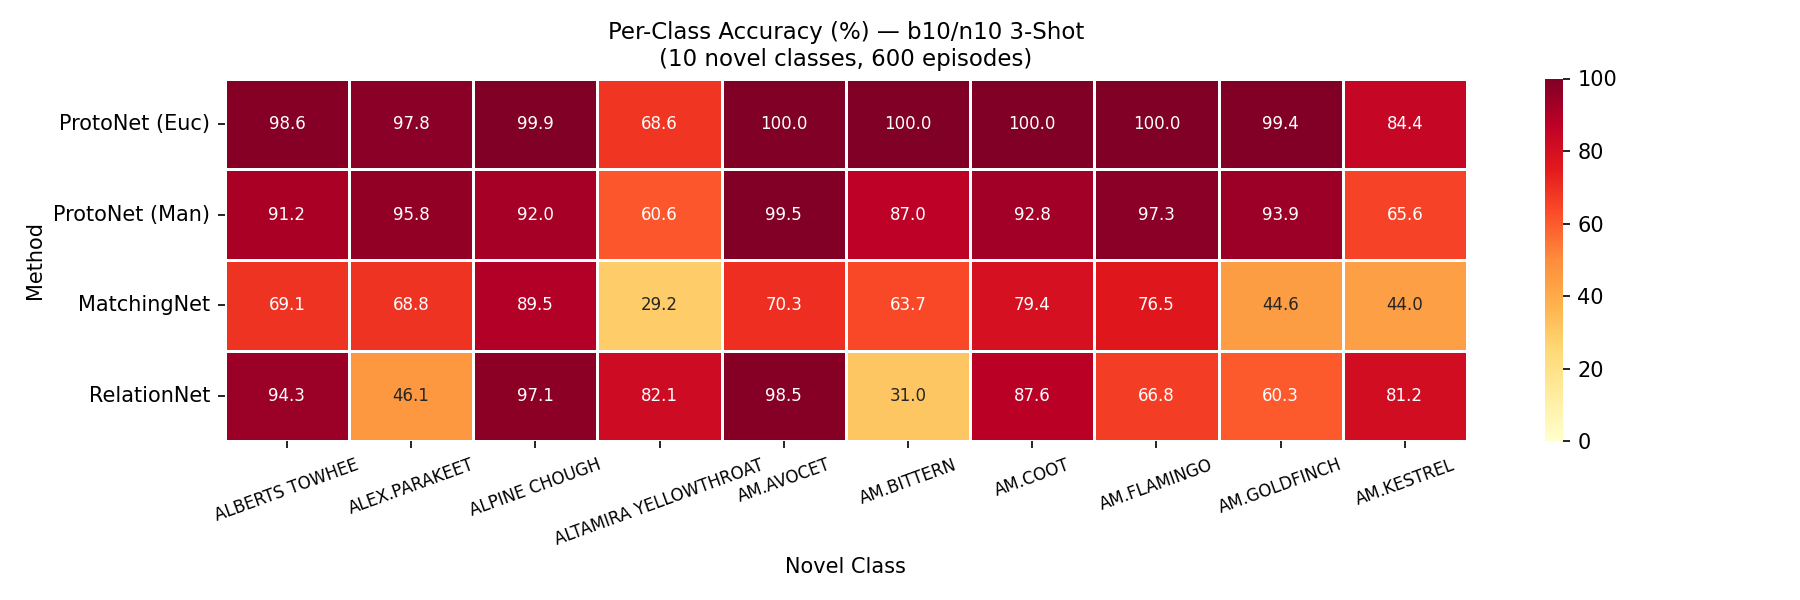 Per-Class Accuracy (%) — b10/n10 3-Shot
(10 novel classes, 600 episodes)
Method
ProtoNet (Euc) 98.6 97.8 99.9 68.6 100.0 100.0 100.0 100.0 99.4 84.4
ProtoNet (Man) 91.2 95.8 92.0 60.6 99.5 87.0 92.8 97.3 93.9 65.6
MatchingNet 69.1 68.8 89.5 29.2 70.3 63.7 79.4 76.5 44.6 44.0
RelationNet 94.3 46.1 97.1 82.1 98.5 31.0 87.6 66.8 60.3 81.2
ALBERTS TOWHEE ALEX.PARAKEET ALPINE CHOUGH ALTAMIRA YELLOWTHROAT AM.AVOCET AM.BITTERN AM.COOT AM.FLAMINGO AM.GOLDFINCH AM.KESTREL
Novel Class
100
80
60
40
20
0